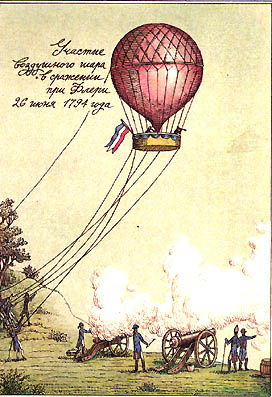 Участие
воздушного шара
в сражении
при Флери
26 июня 1794 года